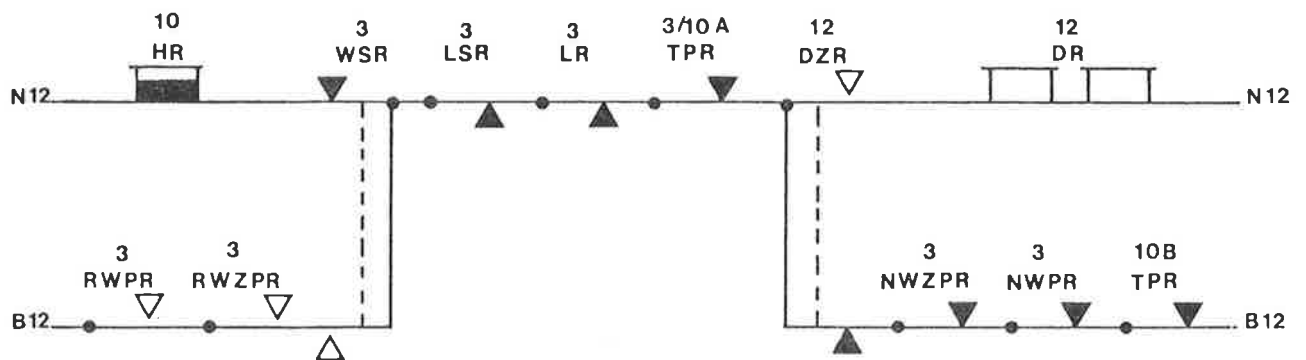 10 3 3 3 3/10A 12 12
HR WSR LSR LR TPR DZR DR
N12 N12
3 3 3 3 10B
RWPR RWZPR NWZPR NWPR TPR
B12 B12